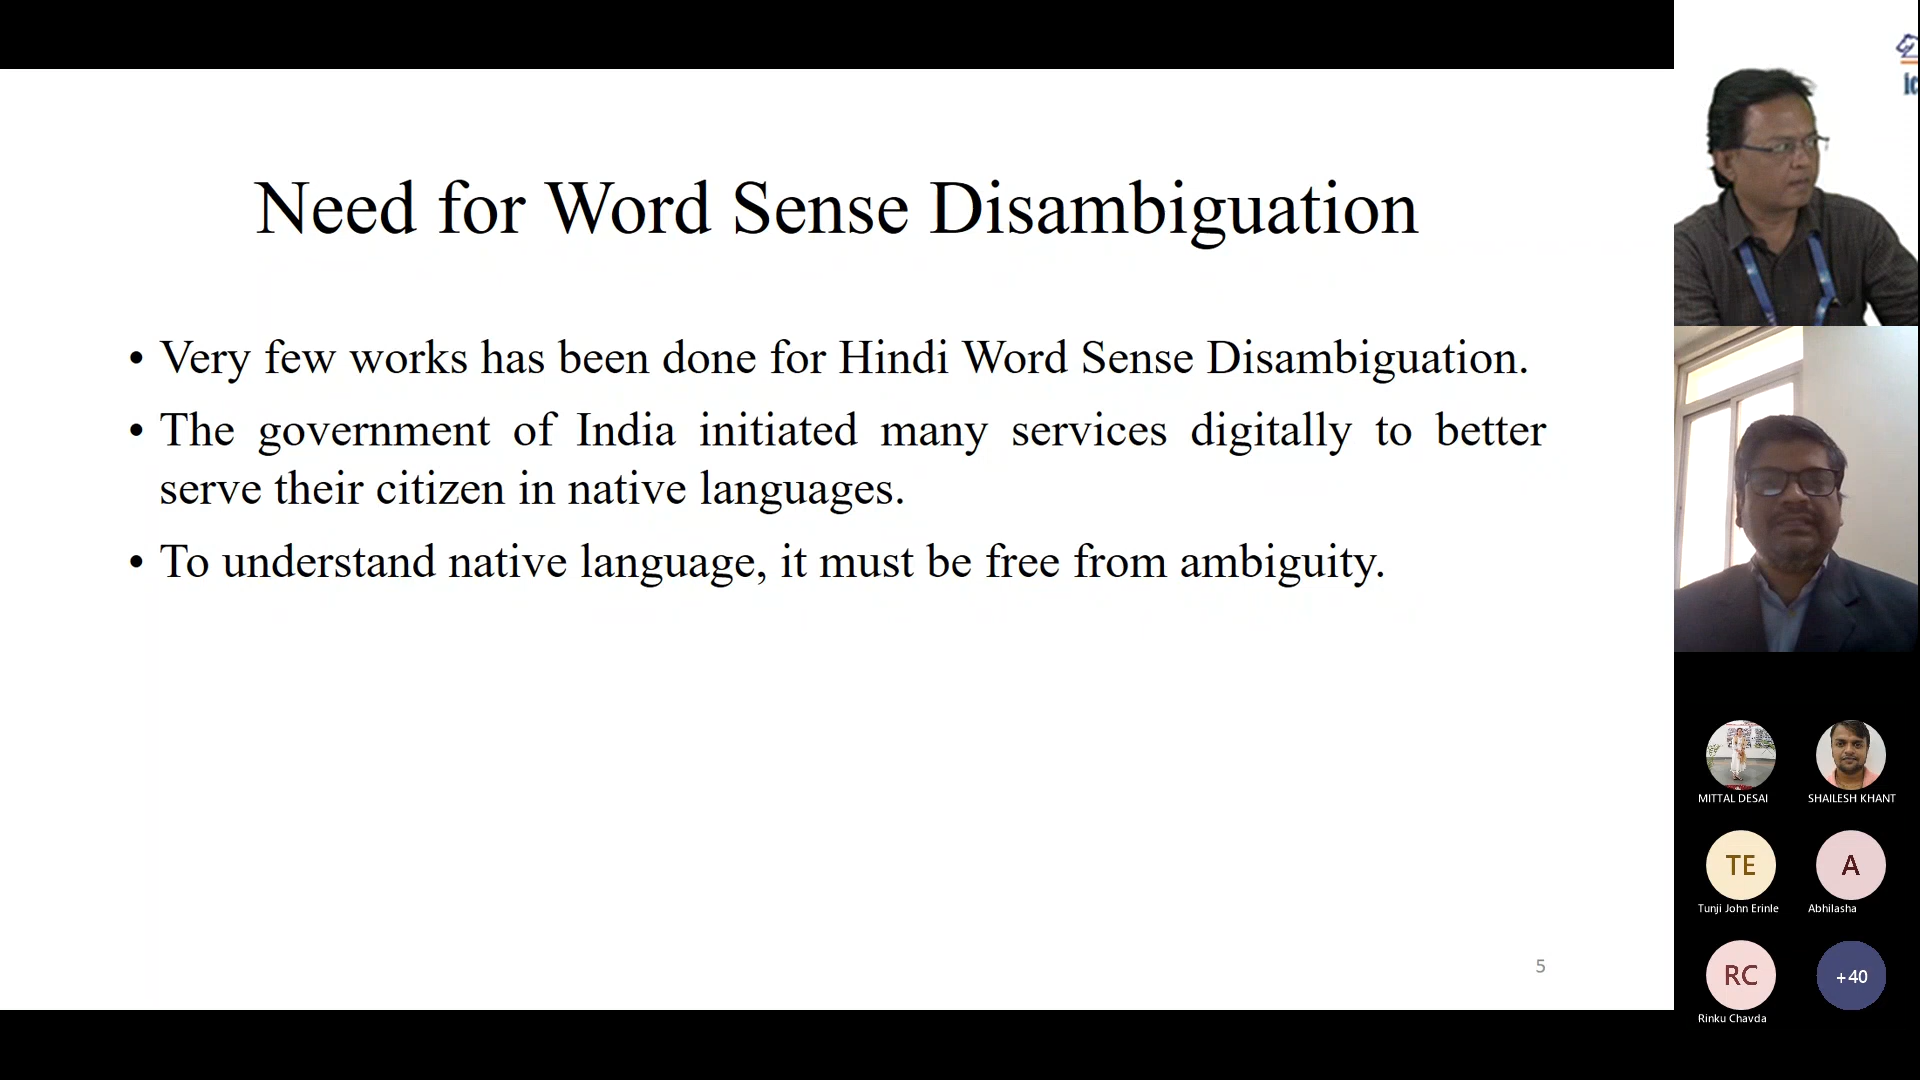 Need for Word Sense Disambiguation
• Very few works has been done for Hindi Word Sense Disambiguation.
• The government of India initiated many services digitally to better
serve their citizen in native languages.
• To understand native language, it must be free from ambiguity.
5
ic
MITTAL DESAI
SHAILESH KHANT
TE
A
Tunji John Erinle
Abhilasha
RC
+40
Rinku Chavda